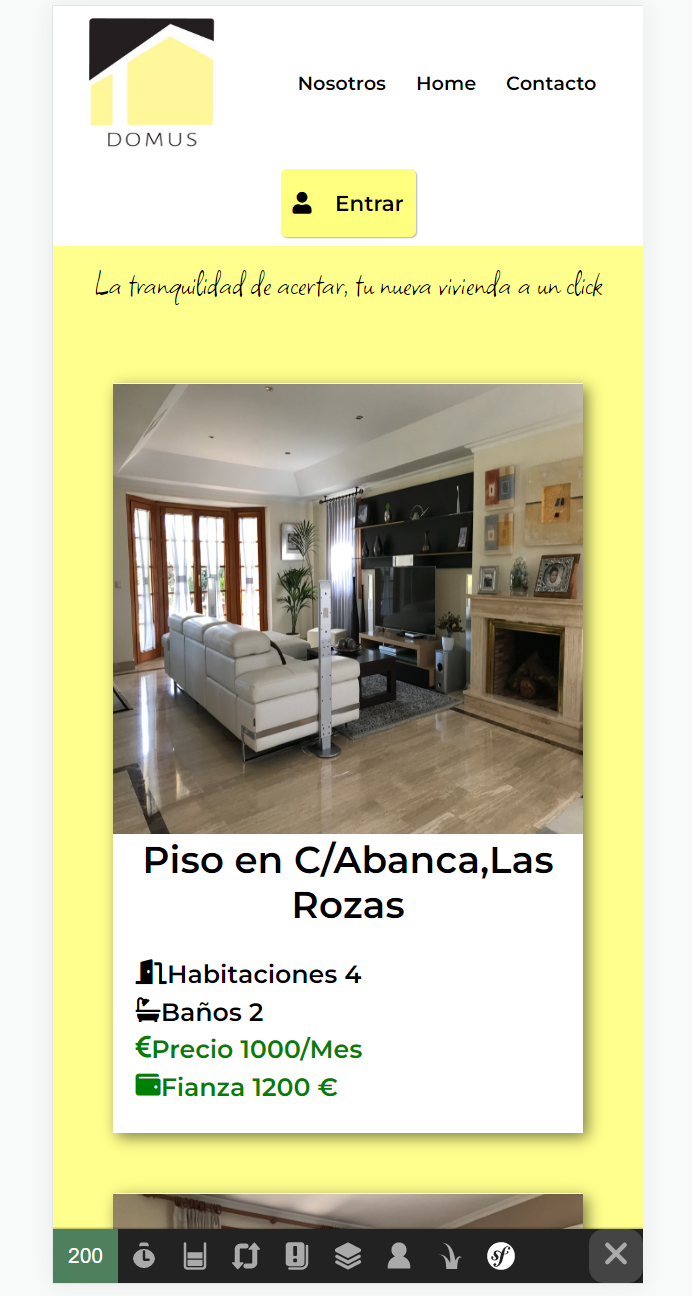 DOMUS
Nosotros Home Contacto
Entrar
La tranquilidad de acertar, tu nueva vivienda a un click
Piso en C/Abanca,Las
Rozas
Habitaciones 4
Baños 2
€Precio 1000/Mes
Fianza 1200 €
200
sf